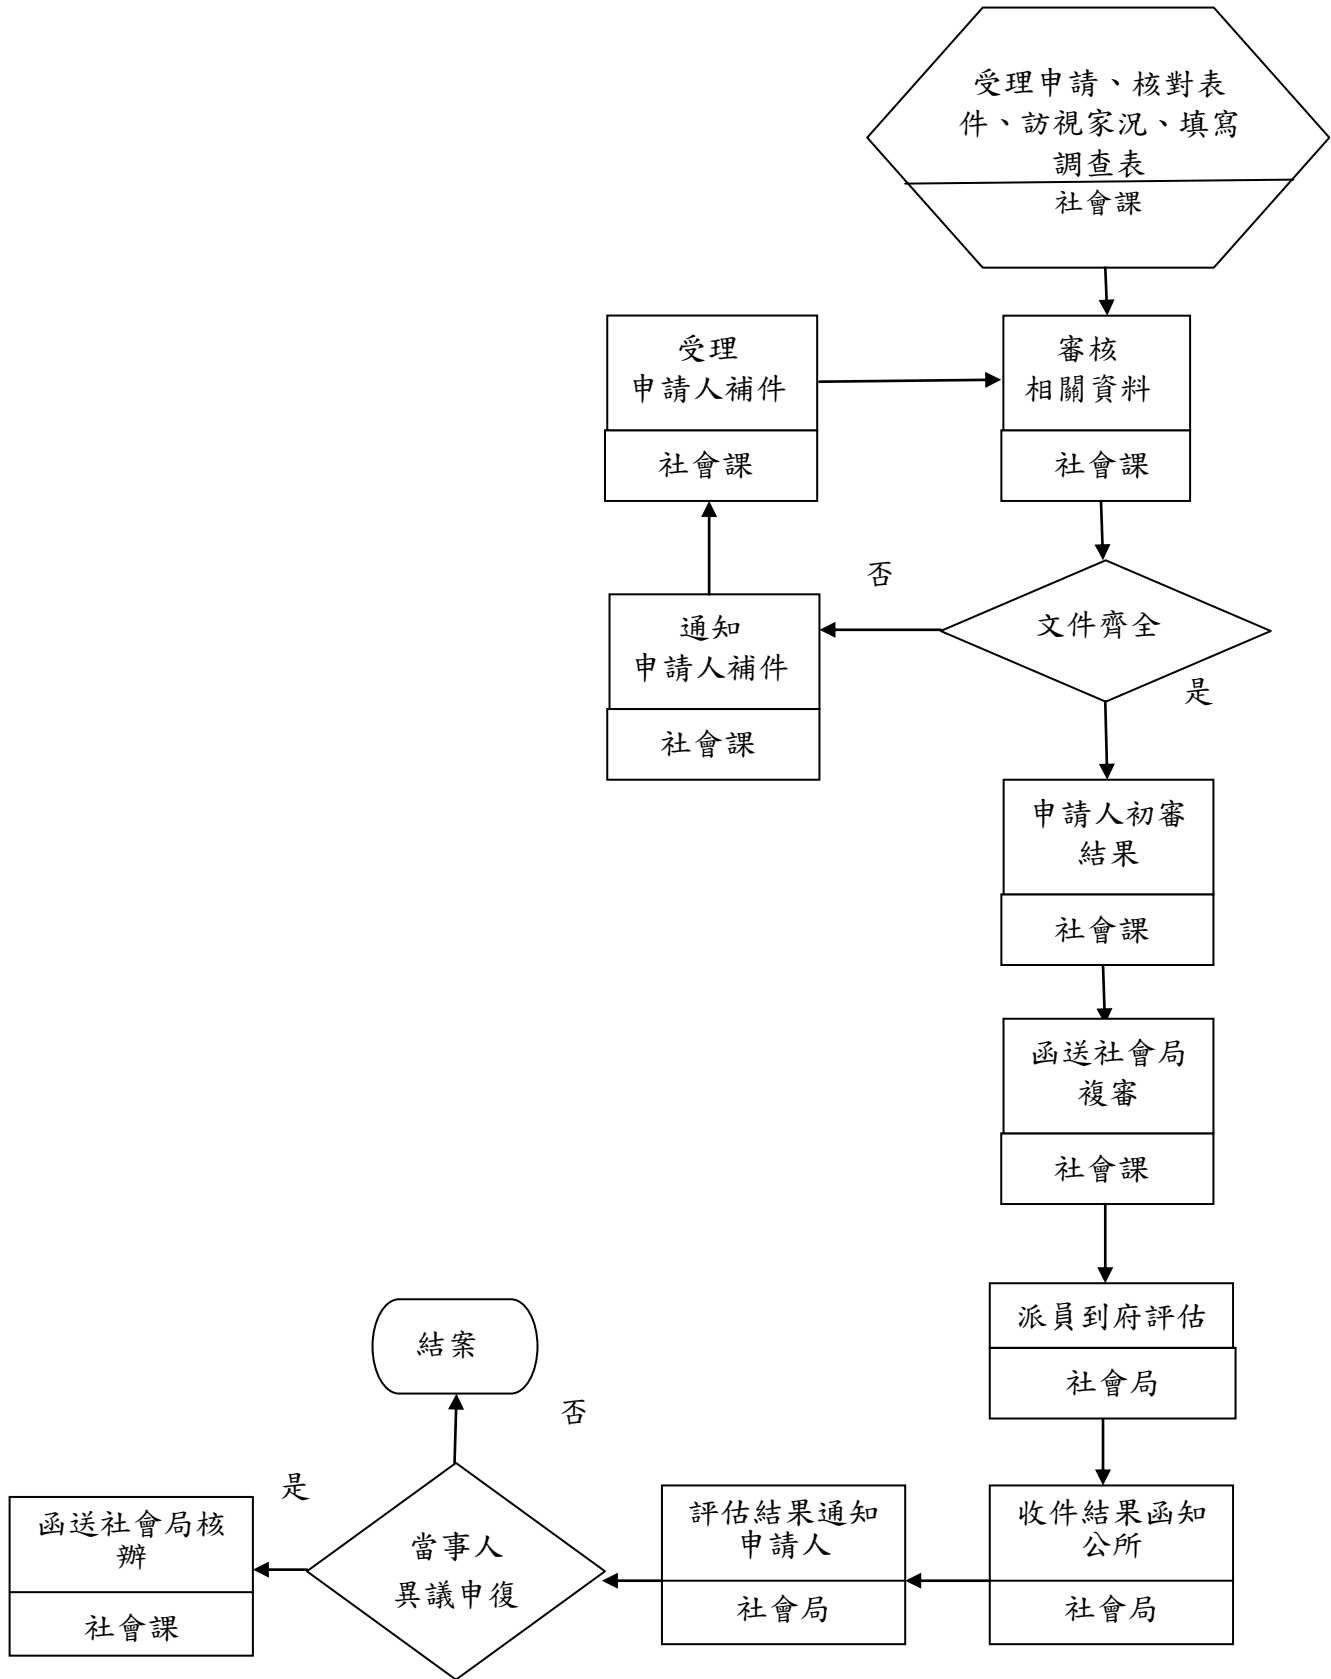 受理申請、核對表
件、訪視家況、填寫
調查表
社會課
受理
申請人補件
社會課
審核
相關資料
社會課
否
文件齊全
是
通知
申請人補件
社會課
申請人初審
結果
社會課
函送社會局
複審
社會課
派員到府評估
社會局
結案
否
是
函送社會局核
辦
社會課
當事人
異議申復
評估結果通知
申請人
社會局
收件結果函知
公所
社會局